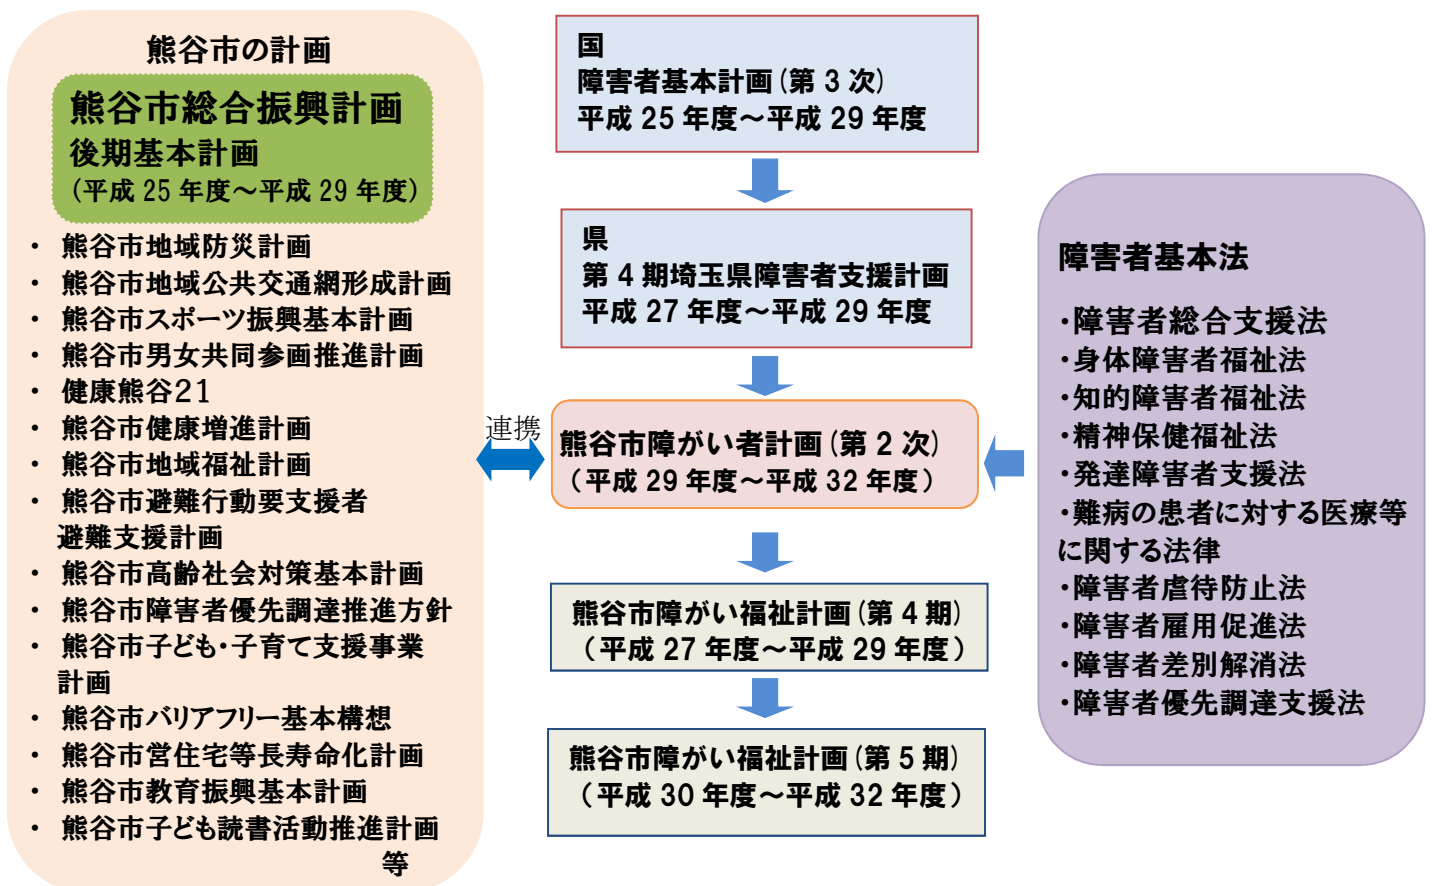 熊谷市の計画
熊谷市総合振興計画
後期基本計画
（平成 25 年度～平成 29 年度）
・ 熊谷市地域防災計画
・ 熊谷市地域公共交通網形成計画
・ 熊谷市スポーツ振興基本計画
・ 熊谷市男女共同参画推進計画
・ 健康熊谷２１
・ 熊谷市健康増進計画
・ 熊谷市地域福祉計画
・ 熊谷市避難行動要支援者
避難支援計画
・ 熊谷市高齢社会対策基本計画
・ 熊谷市障害者優先調達推進方針
・ 熊谷市子ども・子育て支援事業
計画
・ 熊谷市バリアフリー基本構想
・ 熊谷市営住宅等長寿命化計画
・ 熊谷市教育振興基本計画
・ 熊谷市子ども読書活動推進計画
等
連携
国
障害者基本計画（第 3 次）
平成 25 年度～平成 29 年度
県
第 4 期埼玉県障害者支援計画
平成 27 年度～平成 29 年度
熊谷市障がい者計画（第 2 次）
（平成 29 年度～平成 32 年度）
熊谷市障がい福祉計画（第 4 期）
（平成 27 年度～平成 29 年度）
熊谷市障がい福祉計画（第 5 期）
（平成 30 年度～平成 32 年度）
障害者基本法
・障害者総合支援法
・身体障害者福祉法
・知的障害者福祉法
・精神保健福祉法
・発達障害者支援法
・難病の患者に対する医療等
に関する法律
・障害者虐待防止法
・障害者雇用促進法
・障害者差別解消法
・障害者優先調達支援法